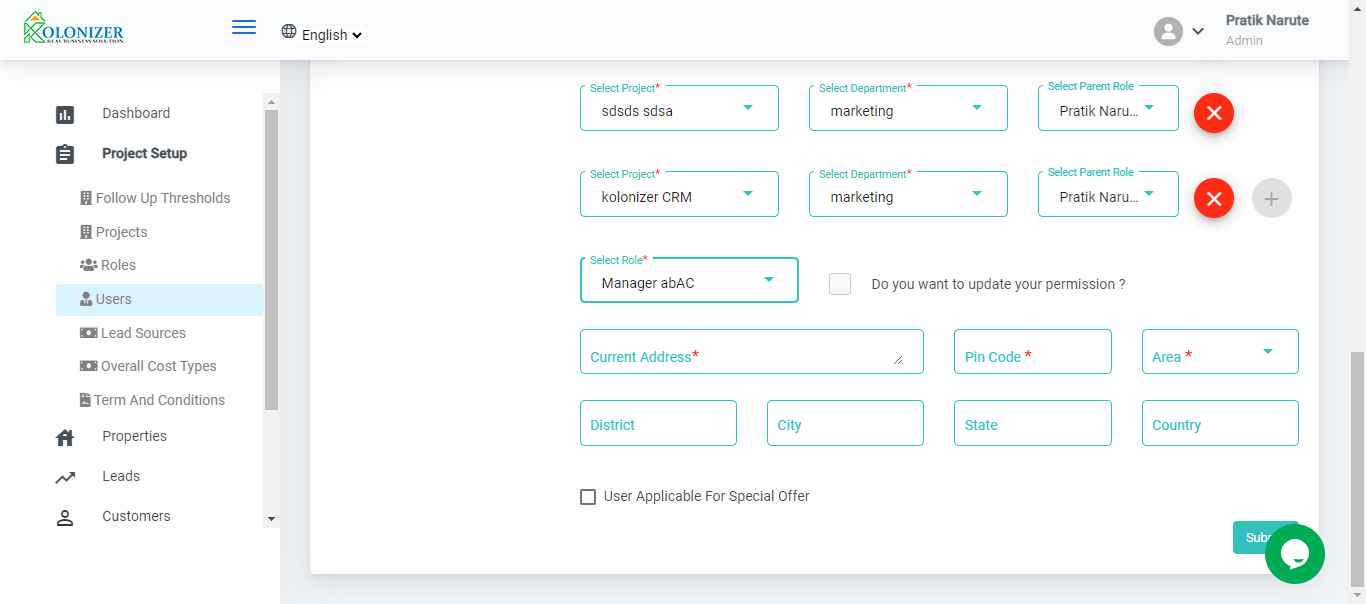 KOLONIZER
REAL BUSINESS SOLUTION
English
Pratik Narute
Admin
Dashboard
Project Setup
Follow Up Thresholds
Projects
Roles
Users
Lead Sources
Overall Cost Types
Term And Conditions
Properties
Leads
Customers
Select Project*
sdsds sdsa
Select Department*
marketing
Select Parent Role
Pratik Naru...
Select Project*
kolonizer CRM
Select Department*
marketing
Select Parent Role
Pratik Naru...
Select Role*
Manager abAC
Do you want to update your permission ?
Current Address*
Pin Code *
Area *
District
City
State
Country
User Applicable For Special Offer
Sub